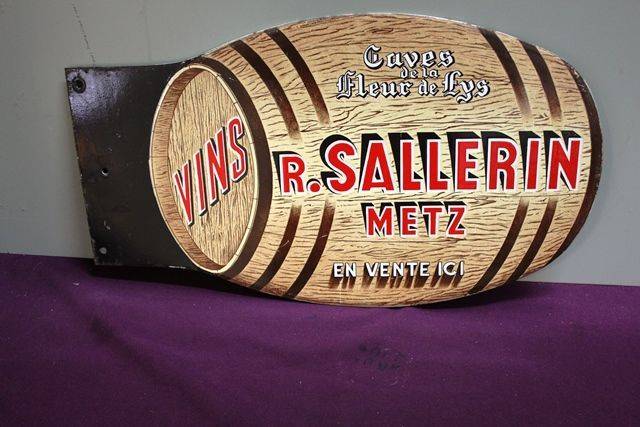 Caves
de la
Fleur de Lys
VINS
R. SALLERIN
METZ
EN VENTE ICI